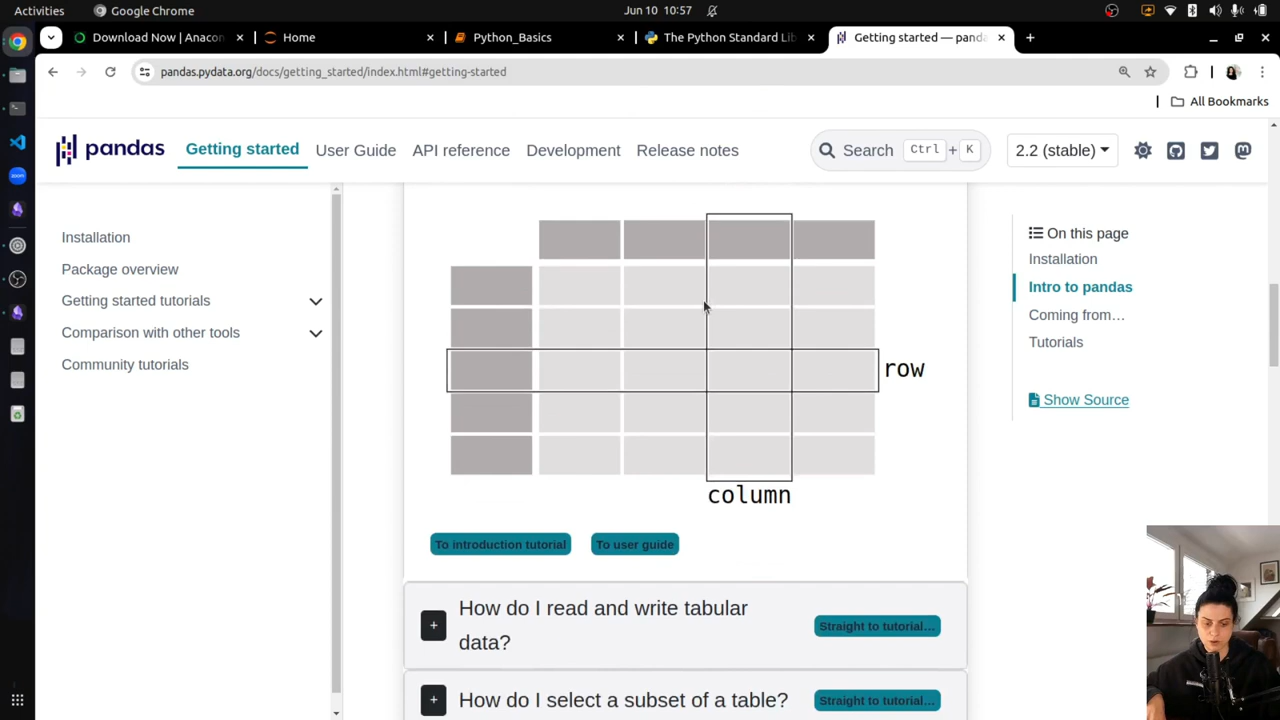 Activities Google Chrome Jun 10 10:57
Download Now | Anacon Home Python_Basics The Python Standard Lib Getting started — panda
pandas.pydata.org/docs/getting_started/index.html#getting-started
All Bookmarks
pandas Getting started User Guide API reference Development Release notes Search Ctrl + K 2.2 (stable)
Installation
Package overview
Getting started tutorials
Comparison with other tools
Community tutorials
row
column
To introduction tutorial To user guide
How do I read and write tabular
data?
Straight to tutorial...
How do I select a subset of a table? Straight to tutorial...
On this page
Installation
Intro to pandas
Coming from...
Tutorials
Show Source
zoom